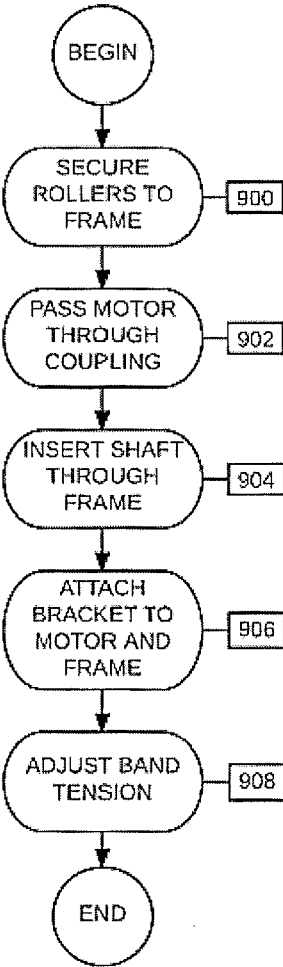 BEGIN
SECURE
ROLLERS TO
FRAME
900
PASS MOTOR
THROUGH
COUPLING
902
INSERT SHAFT
THROUGH
FRAME
904
ATTACH
BRACKET TO
MOTOR AND
FRAME
906
ADJUST BAND
TENSION
908
END